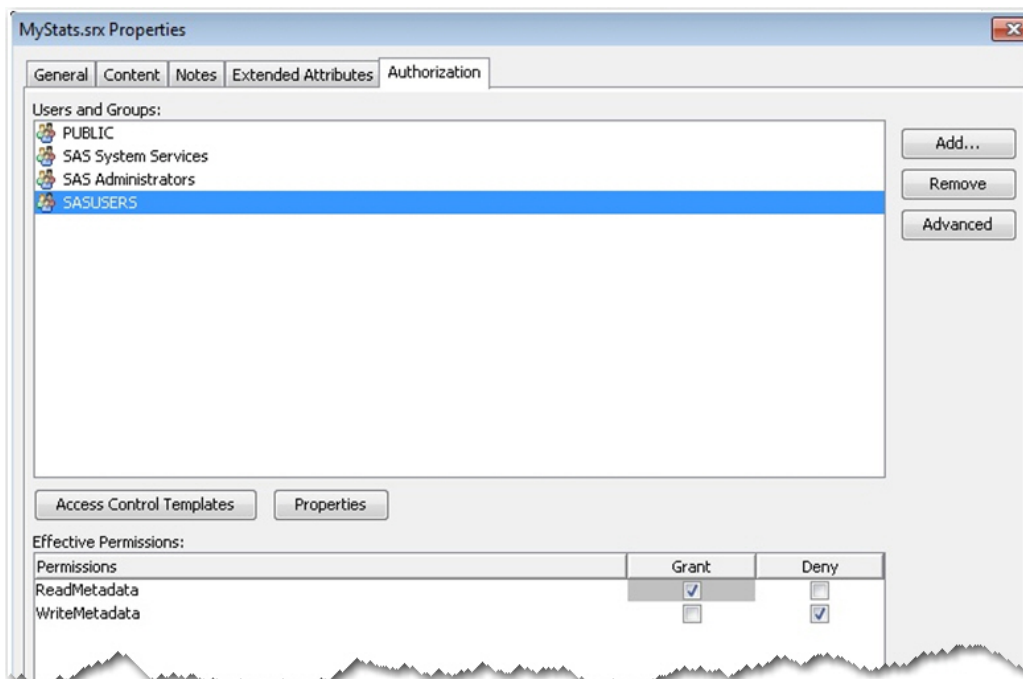 MyStats.srx Properties
General Content Notes Extended Attributes Authorization
Users and Groups:
PUBLIC
SAS System Services
SAS Administrators
SASUSERS
Add...
Remove
Advanced
Access Control Templates Properties
Effective Permissions:
Permissions Grant Deny
ReadMetadata
WriteMetadata